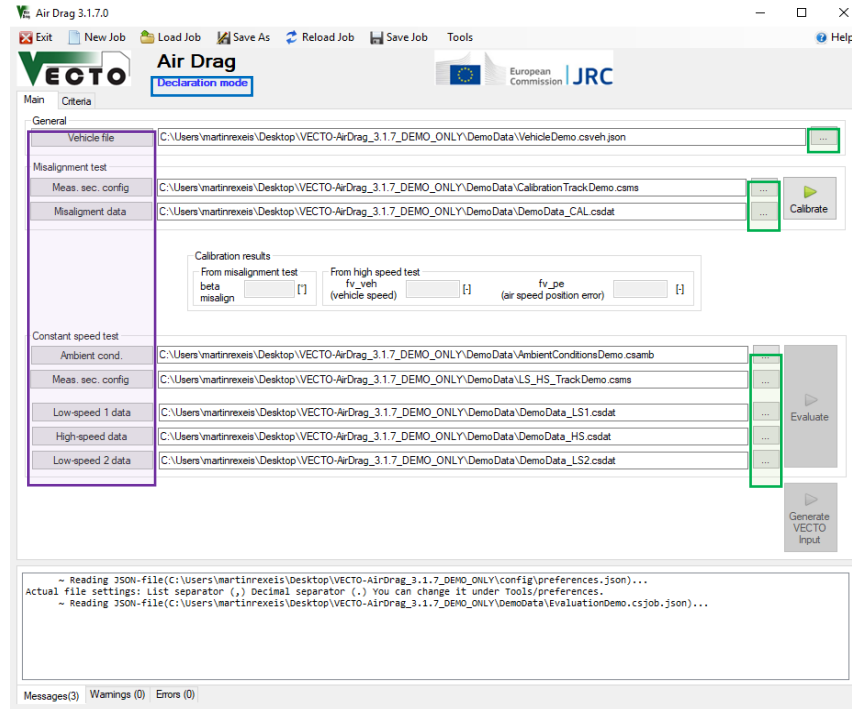 Air Drag 3.1.7.0
Exit New Job Load Job Save As Reload Job Save Job Tools Help
VECTO Air Drag European Commission JRC
Declaration mode
Main Criteria
General
Vehicle file C:\Users\martinrexeis\Desktop\VECTO-AirDrag_3.1.7_DEMO_ONLY\DemoData\VehicleDemo.csveh.json ...
Misalignment test
Meas. sec. config C:\Users\martinrexeis\Desktop\VECTO-AirDrag_3.1.7_DEMO_ONLY\DemoData\CalibrationTrackDemo.csms ...
Misaligment data C:\Users\martinrexeis\Desktop\VECTO-AirDrag_3.1.7_DEMO_ONLY\DemoData\DemoData_CAL.csdat ... Calibrate
Calibration results
From misalignment test From high speed test
beta misalign [°] fv_veh (vehicle speed) [-] fv_pe (air speed position error) [-]
Constant speed test
Ambient cond. C:\Users\martinrexeis\Desktop\VECTO-AirDrag_3.1.7_DEMO_ONLY\DemoData\AmbientConditionsDemo.csamb ...
Meas. sec. config C:\Users\martinrexeis\Desktop\VECTO-AirDrag_3.1.7_DEMO_ONLY\DemoData\LS_HS_TrackDemo.csms ...
Low-speed 1 data C:\Users\martinrexeis\Desktop\VECTO-AirDrag_3.1.7_DEMO_ONLY\DemoData\DemoData_LS1.csdat ... Evaluate
High-speed data C:\Users\martinrexeis\Desktop\VECTO-AirDrag_3.1.7_DEMO_ONLY\DemoData\DemoData_HS.csdat ...
Low-speed 2 data C:\Users\martinrexeis\Desktop\VECTO-AirDrag_3.1.7_DEMO_ONLY\DemoData\DemoData_LS2.csdat ...
Generate
VECTO
Input
~ Reading JSON-file(C:\Users\martinrexeis\Desktop\VECTO-AirDrag_3.1.7_DEMO_ONLY\config\preferences.json)...
Actual file settings: List separator (,) Decimal separator (.) You can change it under Tools/preferences.
~ Reading JSON-file(C:\Users\martinrexeis\Desktop\VECTO-AirDrag_3.1.7_DEMO_ONLY\DemoData\EvaluationDemo.csjob.json)...
Messages(3) Warnings (0) Errors (0)